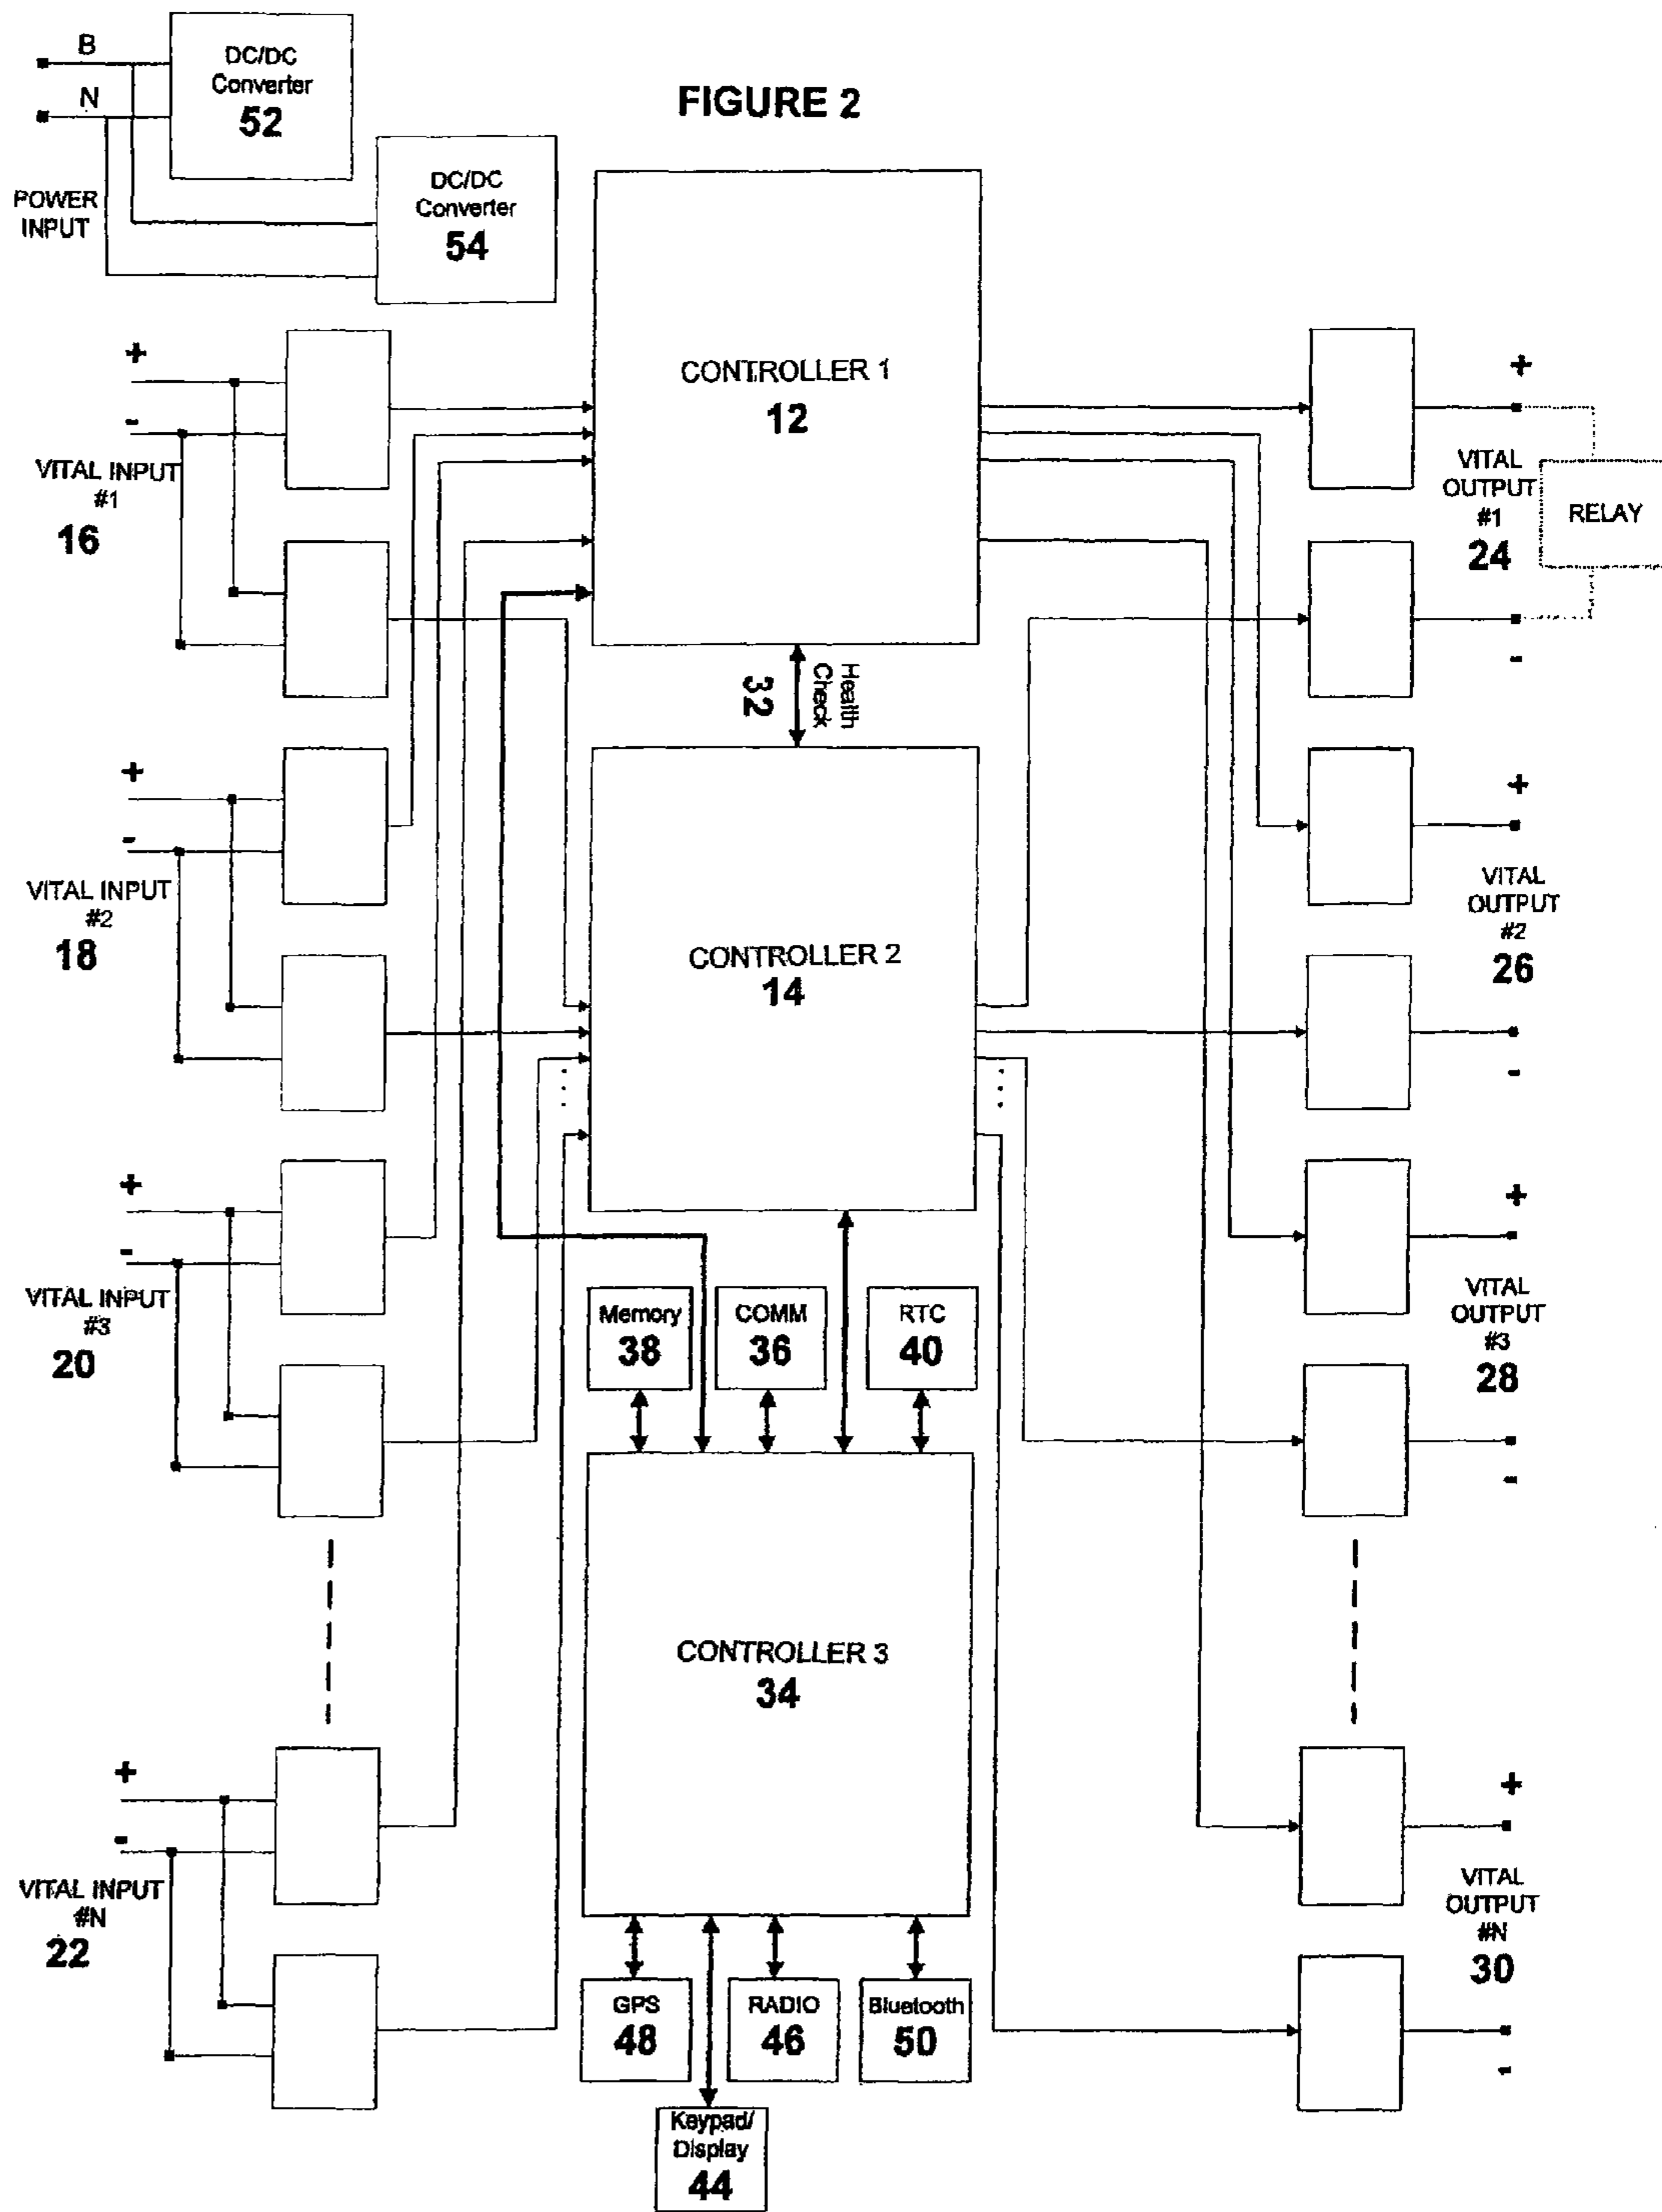 FIGURE 2
B
N
POWER
INPUT
DC/DC
Converter
52
DC/DC
Converter
54
CONTROLLER 1
12
+
-
VITAL INPUT
#1
16
+
-
VITAL INPUT
#2
18
+
-
VITAL INPUT
#3
20
+
-
VITAL INPUT
#N
22
Health
Check
32
CONTROLLER 2
14
Memory
38
COMM
36
RTC
40
CONTROLLER 3
34
GPS
48
RADIO
46
Bluetooth
50
Keypad/
Display
44
+
VITAL
OUTPUT
#1
24
-
RELAY
+
VITAL
OUTPUT
#2
26
-
+
VITAL
OUTPUT
#3
28
-
+
VITAL
OUTPUT
#N
30
-